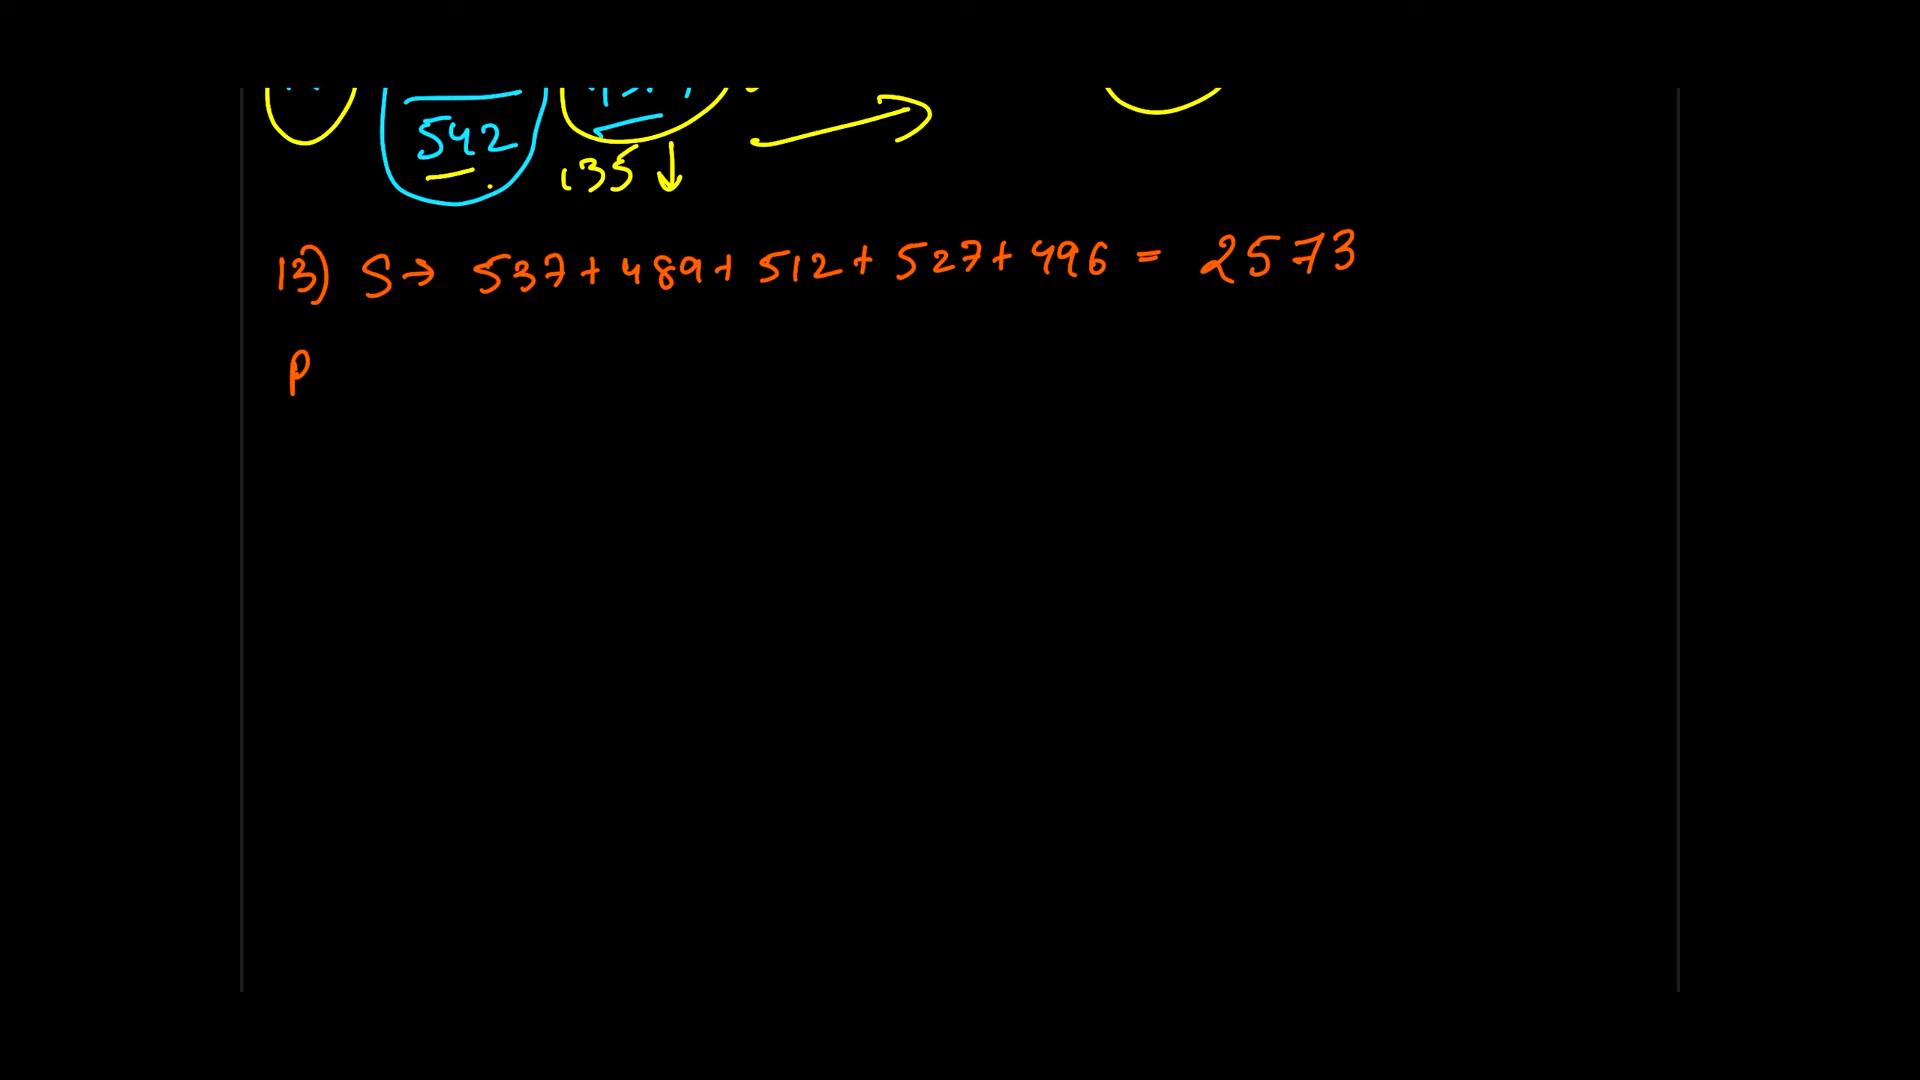 542
135 ↓
13) S → 537 + 489 + 512 + 527 + 496 = 2573
P